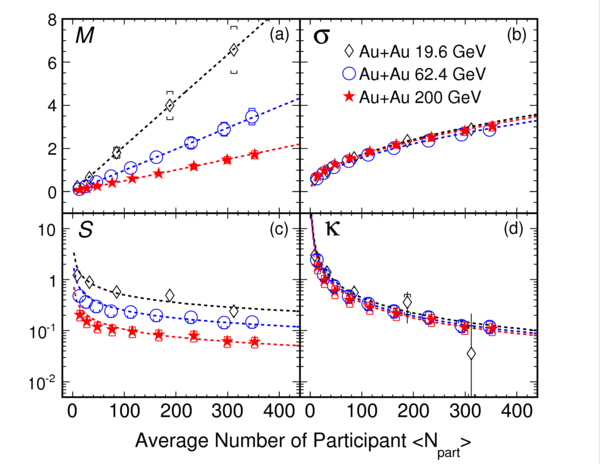 8
6
4
2
0
M
(a)
σ
(b)
Au+Au 19.6 GeV
Au+Au 62.4 GeV
Au+Au 200 GeV
10
1
10⁻¹
10⁻²
S
(c)
κ
(d)
0 100 200 300 400
0 100 200 300 400
Average Number of Participant <N_part>